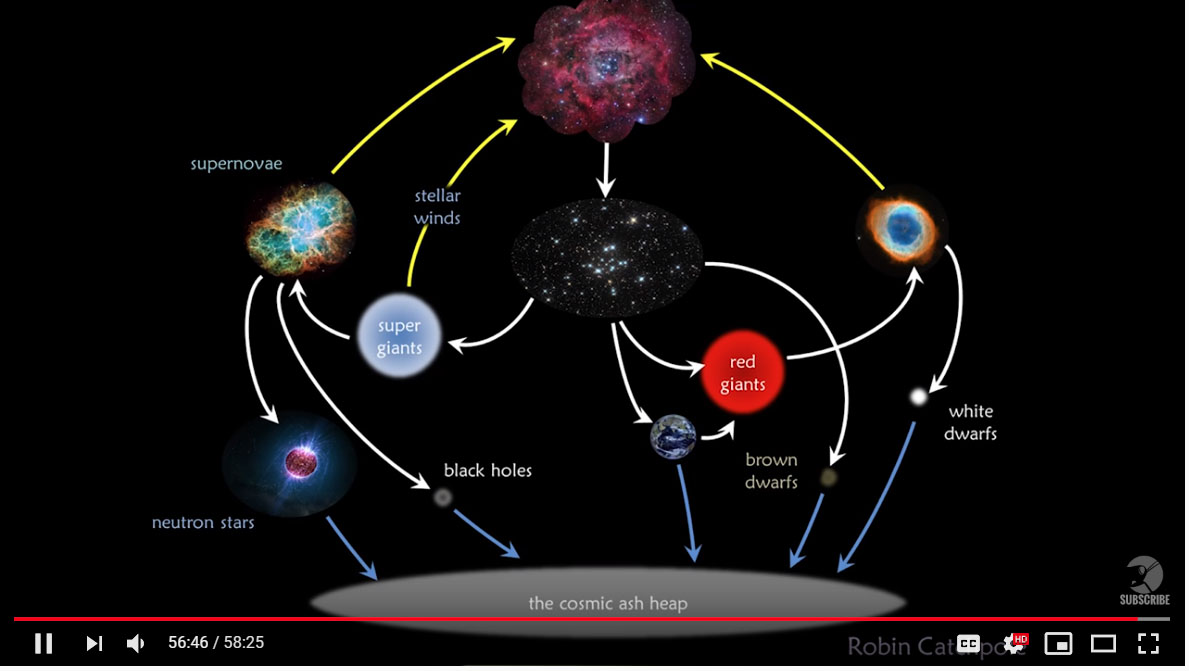 supernovae
stellar
winds
super
giants
red
giants
white
dwarfs
brown
dwarfs
black holes
neutron stars
the cosmic ash heap
SUBSCRIBE
56:46 / 58:25
CC
HD
Robin